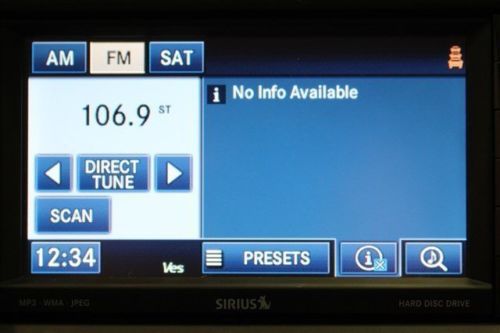 AM FM SAT
106.9 ST
i No Info Available
DIRECT
TUNE
SCAN
12:34
Ves
PRESETS
i
MP3 · WMA · JPEG
SIRIUS
HARD DISC DRIVE